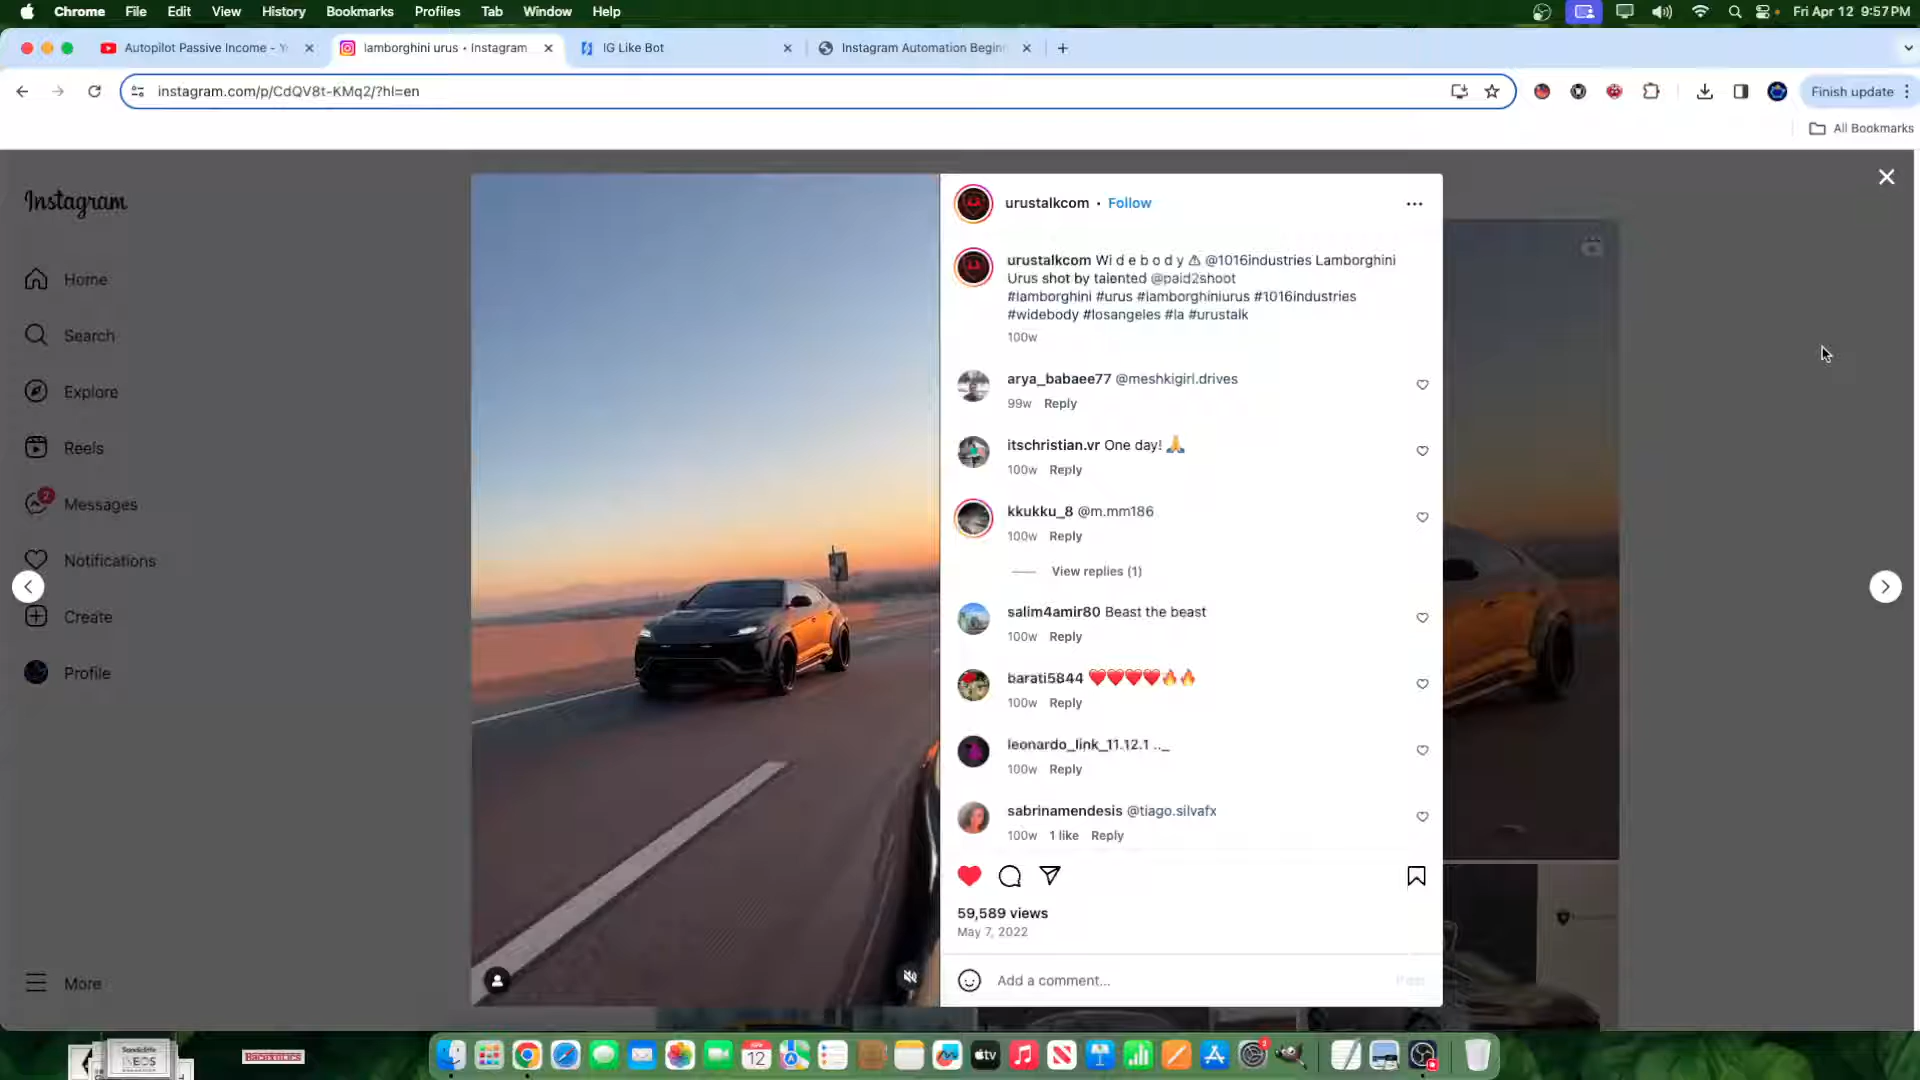 Chrome File Edit View History Bookmarks Profiles Tab Window Help Fri Apr 12 9:57 PM
Autopilot Passive Income - lamborghini urus • Instagram IG Like Bot Instagram Automation Begin
instagram.com/p/CdQV8t-KMq2/?hl=en Finish update
All Bookmarks
Instagram
Home
Search
Explore
Reels
2
Messages
Notifications
Create
Profile
More
urustalkcom • Follow
urustalkcom W i d e b o d y ⚠ @1016industries Lamborghini
Urus shot by talented @paid2shoot
#lamborghini #urus #lamborghiniurus #1016industries
#widebody #losangeles #la #urustalk
100w
arya_babaee77 @meshkigirl.drives
99w Reply
itschristian.vr One day! 🙏
100w Reply
kkukku_8 @m.mm186
100w Reply
View replies (1)
salim4amir80 Beast the beast
100w Reply
barati5844 ❤️❤️❤️❤️🔥🔥
100w Reply
leonardo_link_11.12.1 .._
100w Reply
sabrinamendesis @tiago.silvafx
100w 1 like Reply
59,589 views
May 7, 2022
Add a comment... Post
12
tv